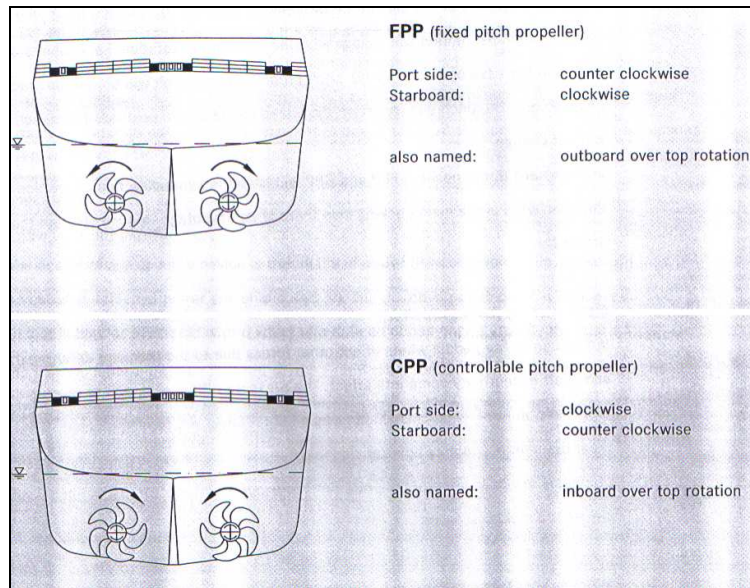 FPP (fixed pitch propeller)
Port side: counter clockwise
Starboard: clockwise
also named: outboard over top rotation
CPP (controllable pitch propeller)
Port side: clockwise
Starboard: counter clockwise
also named: inboard over top rotation